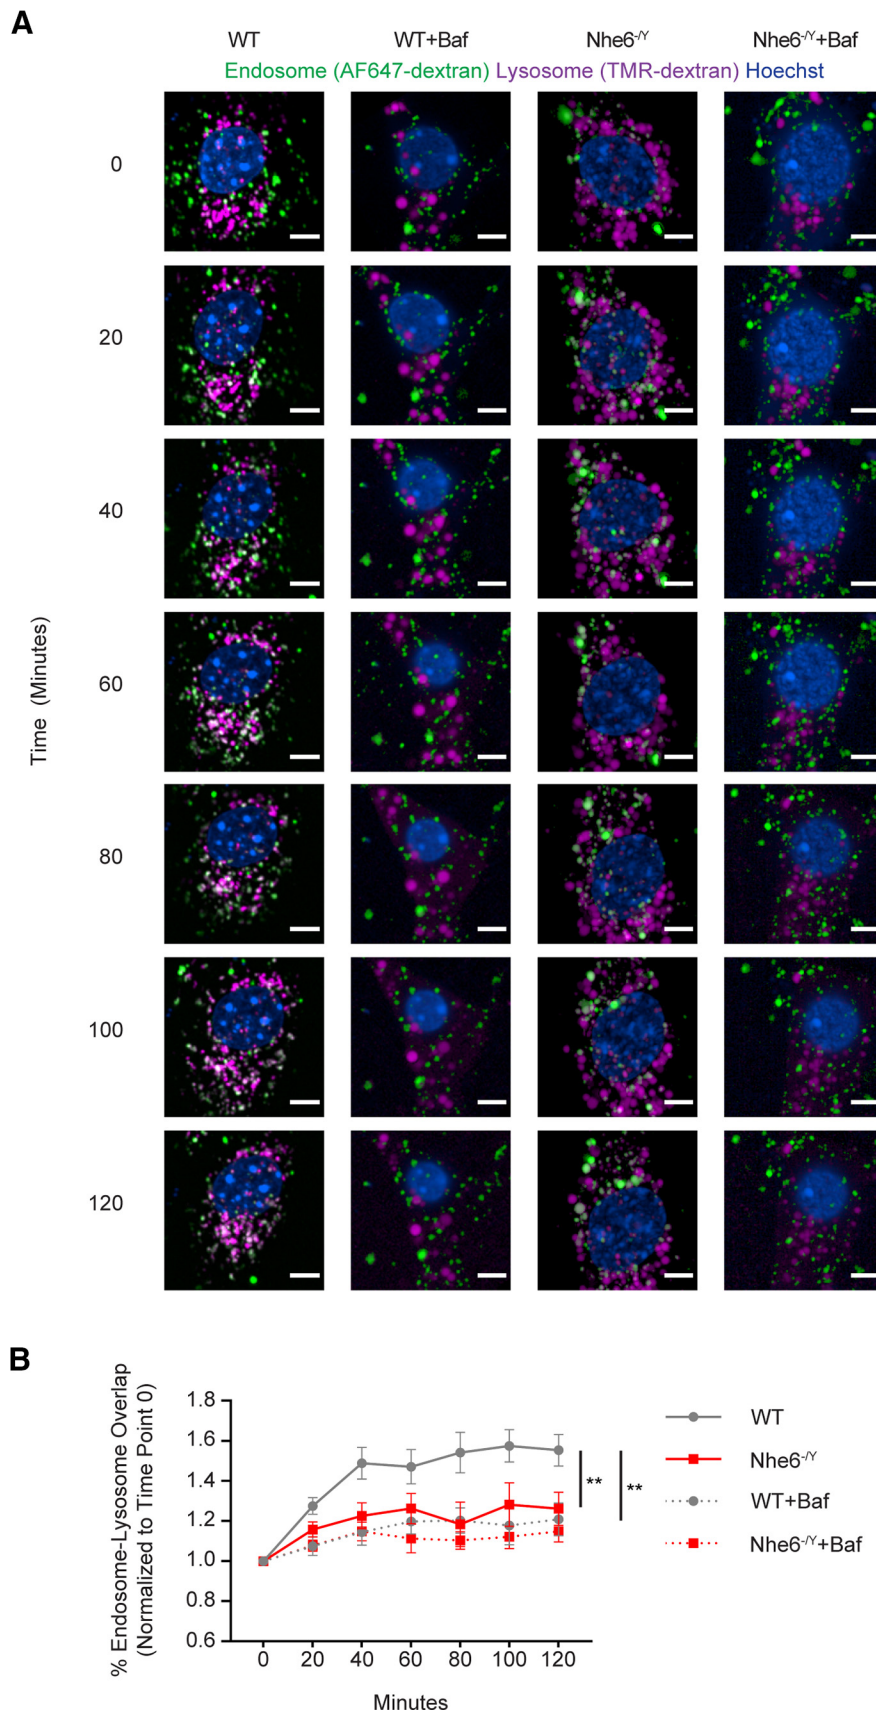 A
WT WT+Baf Nhe6-/Y Nhe6-/Y+Baf
Endosome (AF647-dextran) Lysosome (TMR-dextran) Hoechst
0
20
40
Time (Minutes)
60
80
100
120
B
% Endosome-Lysosome Overlap
(Normalized to Time Point 0)
1.8
1.6
1.4
1.2
1.0
0.8
0.6
0 20 40 60 80 100 120
Minutes
** **
WT
Nhe6-/Y
WT+Baf
Nhe6-/Y+Baf